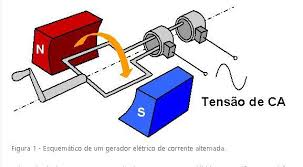 N
S
Tensão de CA
Figura 1 - Esquemático de um gerador elétrico de corrente alternada.